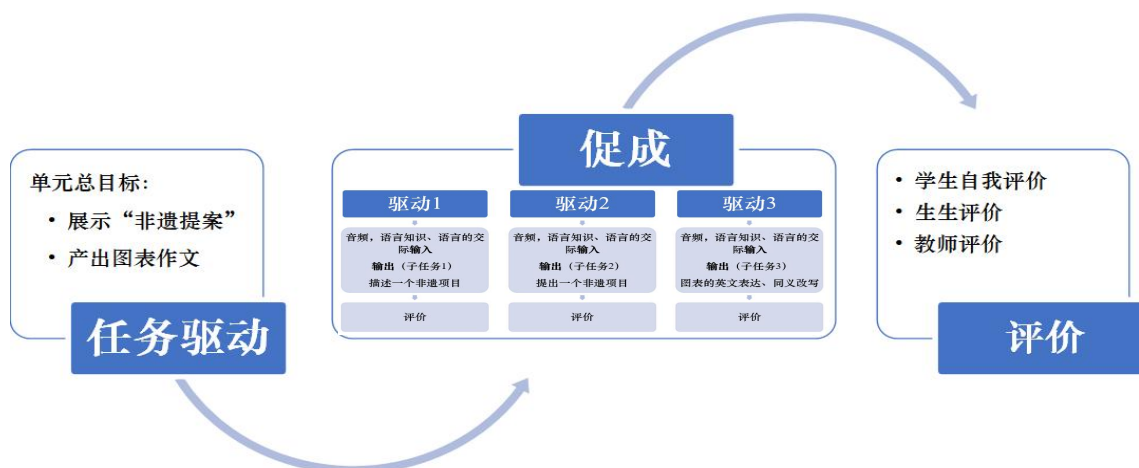 单元总目标:
• 展示“非遗提案”
• 产出图表作文
任务驱动
促成
驱动1
音频,语言知识、语言的交
际输入
输出(子任务1)
描述一个非遗项目
评价
驱动2
音频,语言知识、语言的交
际输入
输出(子任务2)
提出一个非遗项目
评价
驱动3
音频,语言知识、语言的交
际输入
输出(子任务3)
图表的英文表达、同义改写
评价
• 学生自我评价
• 生生评价
• 教师评价
评价